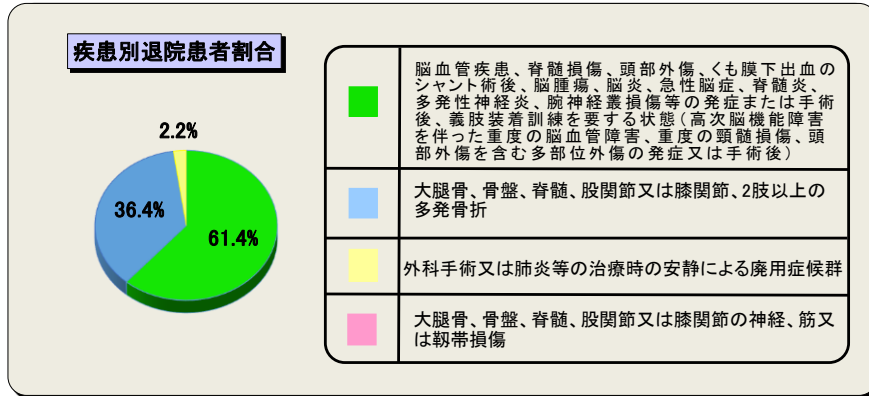 疾患別退院患者割合
2.2%
36.4%
61.4%
脳血管疾患、脊髄損傷、頭部外傷、くも膜下出血の
シャント術後、脳腫瘍、脳炎、急性脳症、脊髄炎、
多発性神経炎、腕神経叢損傷等の発症または手術
後、義肢装着訓練を要する状態(高次脳機能障害
を伴った重度の脳血管障害、重度の頸髄損傷、頭
部外傷を含む多部位外傷の発症又は手術後)
大腿骨、骨盤、脊髄、股関節又は膝関節、2肢以上の
多発骨折
外科手術又は肺炎等の治療時の安静による廃用症候群
大腿骨、骨盤、脊髄、股関節又は膝関節の神経、筋又
は靱帯損傷